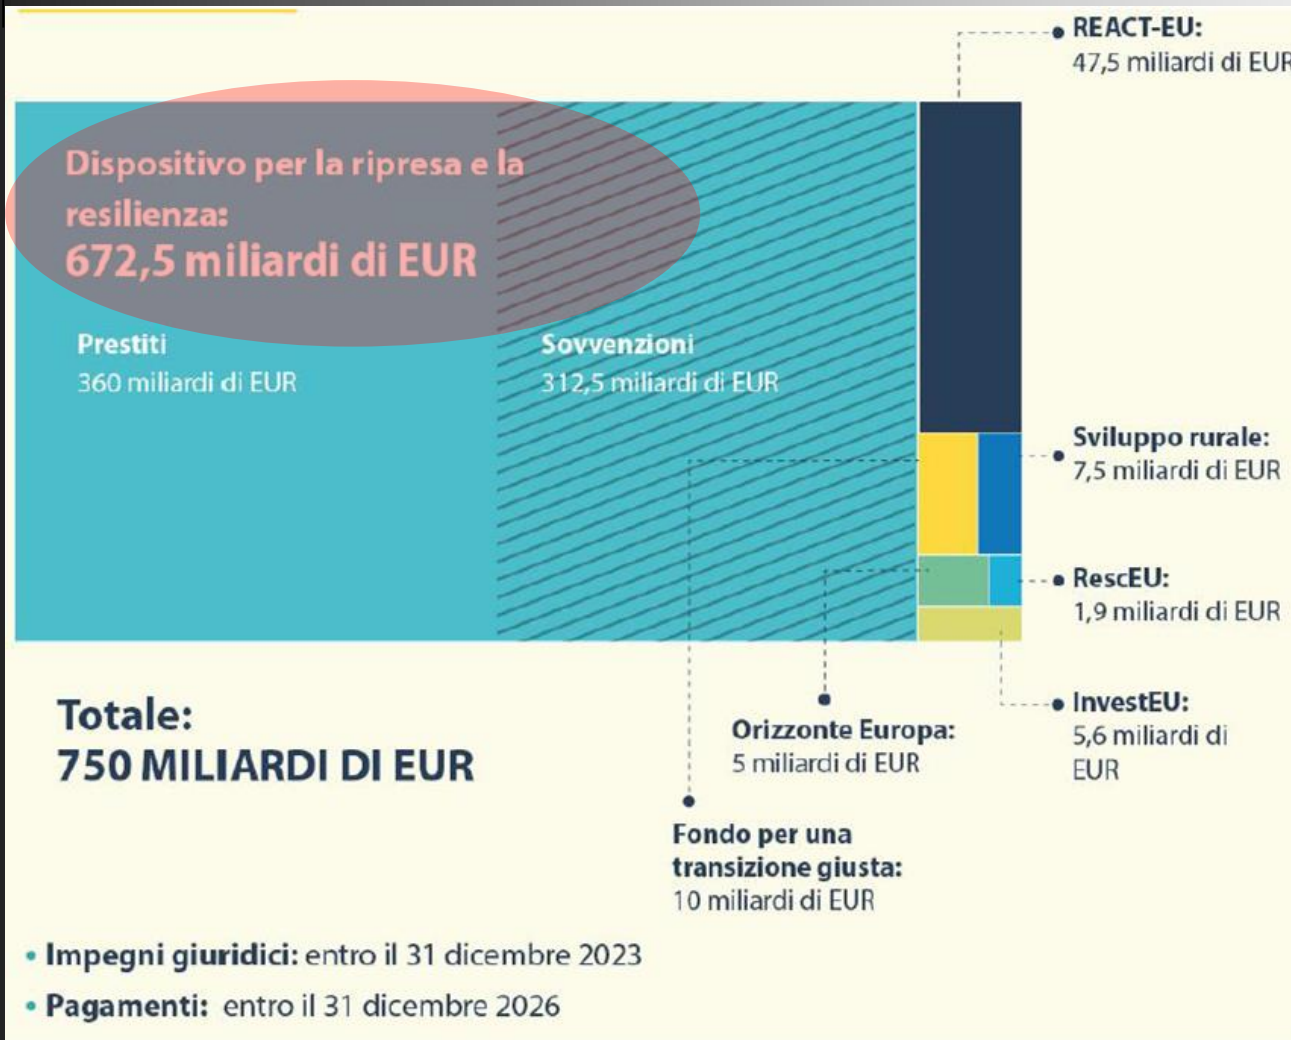 REACT-EU:
47,5 miliardi di EUR
Dispositivo per la ripresa e la
resilienza:
672,5 miliardi di EUR
Prestiti
360 miliardi di EUR
Sovvenzioni
312,5 miliardi di EUR
Sviluppo rurale:
7,5 miliardi di EUR
RescEU:
1,9 miliardi di EUR
InvestEU:
5,6 miliardi di
EUR
Orizzonte Europa:
5 miliardi di EUR
Totale:
750 MILIARDI DI EUR
Fondo per una
transizione giusta:
10 miliardi di EUR
• Impegni giuridici: entro il 31 dicembre 2023
• Pagamenti: entro il 31 dicembre 2026